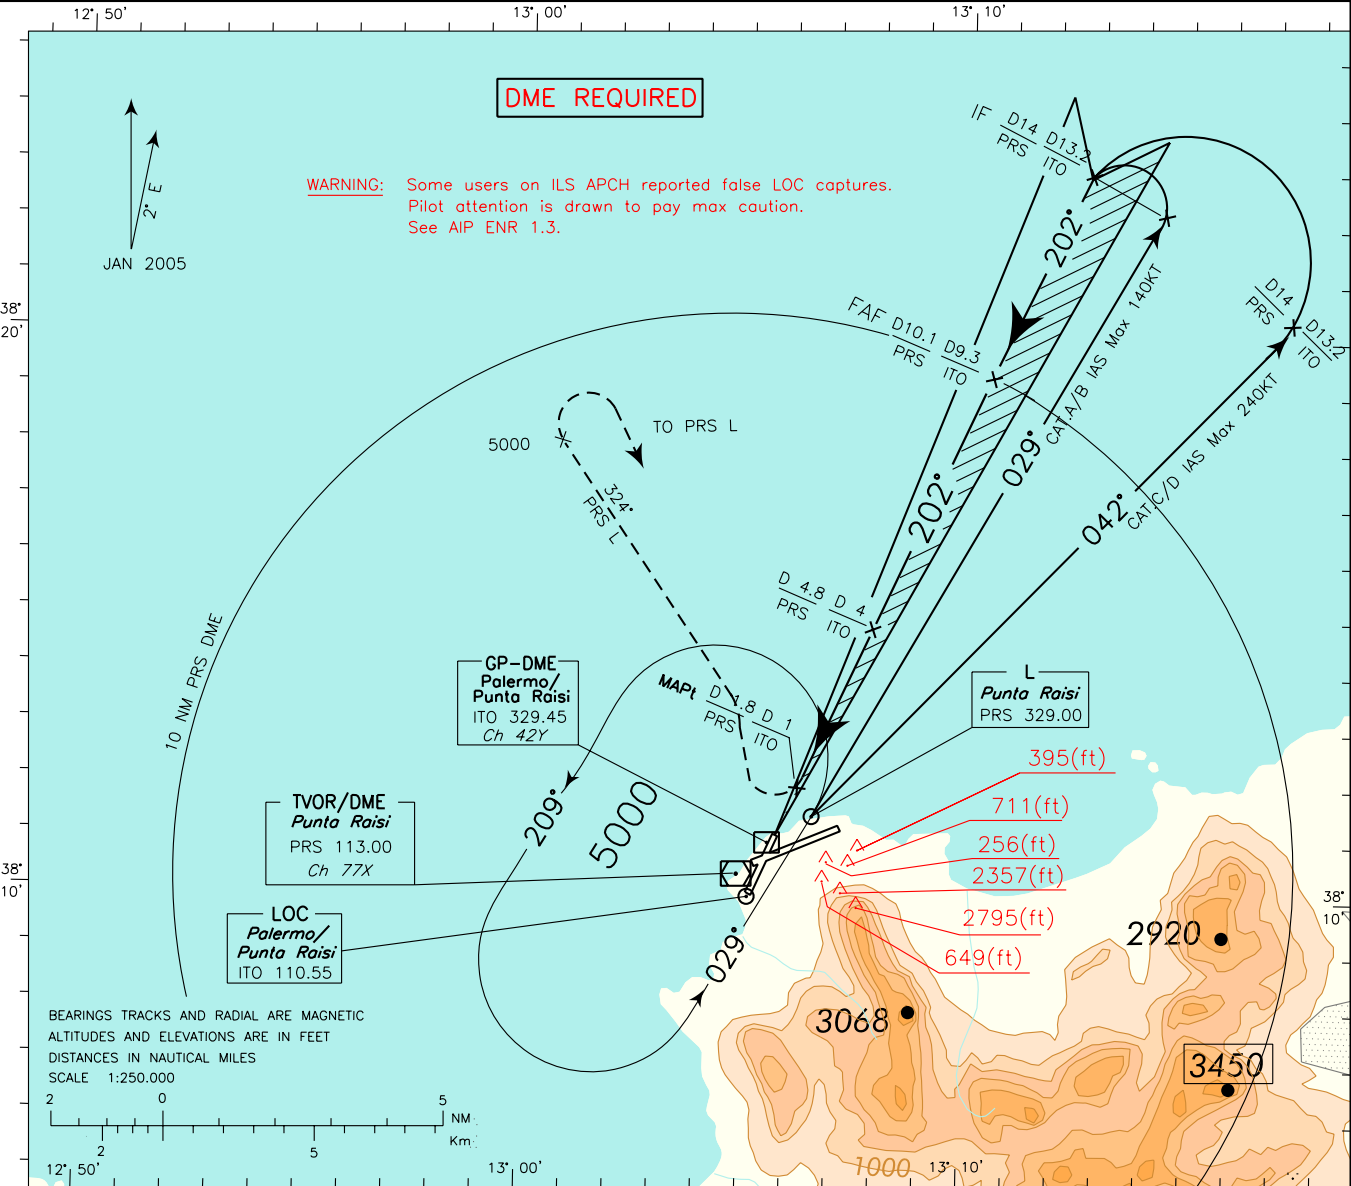 12° 50'
13° 00'
13° 10'
DME REQUIRED
WARNING: Some users on ILS APCH reported false LOC captures.
Pilot attention is drawn to pay max caution.
See AIP ENR 1.3.
2° E
JAN 2005
IF D14 D13.2
PRS ITO
202°
D14
PRS
D13.2
ITO
38°
20'
FAF D10.1 D9.3
PRS ITO
CAT.A/B IAS Max 140KT
CAT.C/D IAS Max 240KT
029°
042°
202°
5000
TO PRS L
324°
PRS L
D 4.8 D 4
PRS ITO
10 NM PRS DME
GP-DME
Palermo/
Punta Raisi
ITO 329.45
Ch 42Y
MAPt D 1.8 D 1
PRS ITO
L
Punta Raisi
PRS 329.00
395(ft)
711(ft)
256(ft)
2357(ft)
2795(ft)
649(ft)
209°
5000
TVOR/DME
Punta Raisi
PRS 113.00
Ch 77X
38°
10'
38°
10'
LOC
Palermo/
Punta Raisi
ITO 110.55
029°
2920
3068
3450
1000
BEARINGS TRACKS AND RADIAL ARE MAGNETIC
ALTITUDES AND ELEVATIONS ARE IN FEET
DISTANCES IN NAUTICAL MILES
SCALE 1:250.000
2 0 5 NM
2 5 Km
12° 50'
13° 00'
13° 10'